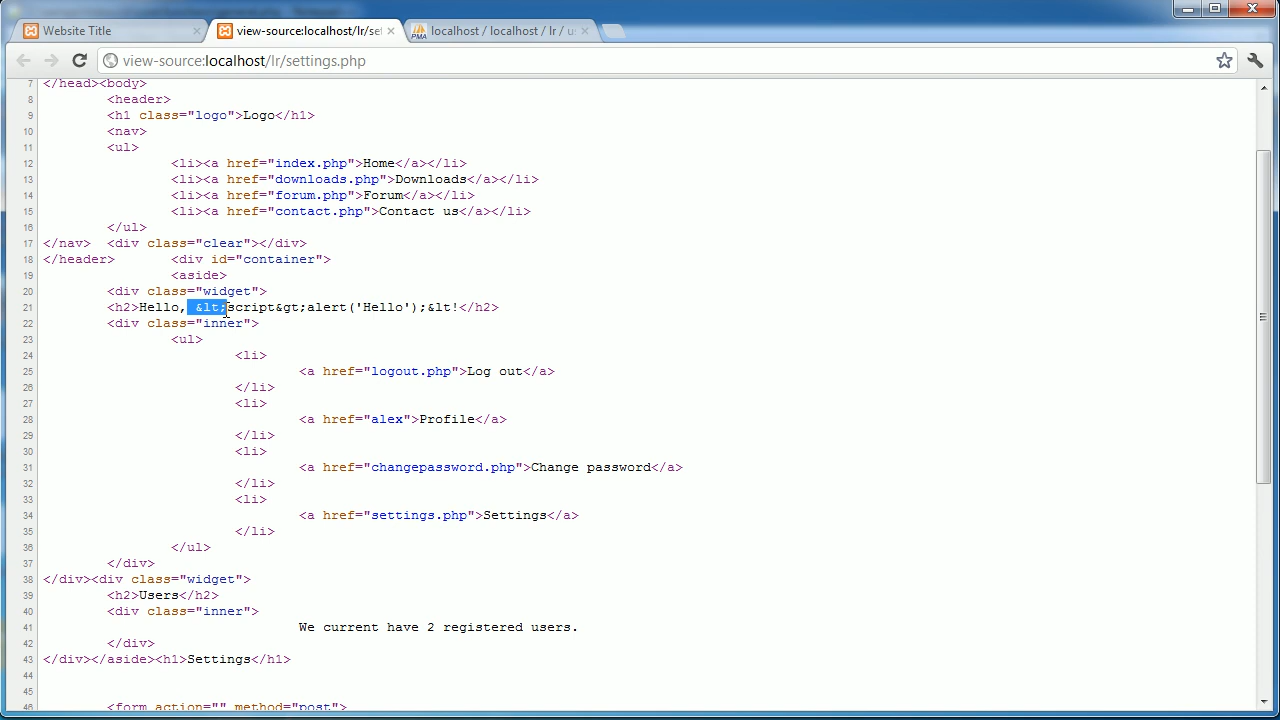 Website Title
view-source:localhost/lr/set
localhost / localhost / lr / us
view-source:localhost/lr/settings.php
7 </head><body>
8 <header>
9 <h1 class="logo">Logo</h1>
10 <nav>
11 <ul>
12 <li><a href="index.php">Home</a></li>
13 <li><a href="downloads.php">Downloads</a></li>
14 <li><a href="forum.php">Forum</a></li>
15 <li><a href="contact.php">Contact us</a></li>
16 </ul>
17 </nav> <div class="clear"></div>
18 </header> <div id="container">
19 <aside>
20 <div class="widget">
21 <h2>Hello, &lt;script&gt;alert('Hello');&lt!</h2>
22 <div class="inner">
23 <ul>
24 <li>
25 <a href="logout.php">Log out</a>
26 </li>
27 <li>
28 <a href="alex">Profile</a>
29 </li>
30 <li>
31 <a href="changepassword.php">Change password</a>
32 </li>
33 <li>
34 <a href="settings.php">Settings</a>
35 </li>
36 </ul>
37 </div>
38 </div><div class="widget">
39 <h2>Users</h2>
40 <div class="inner">
41 We current have 2 registered users.
42 </div>
43 </div></aside><h1>Settings</h1>
44
45
46 <form action="" method="post">